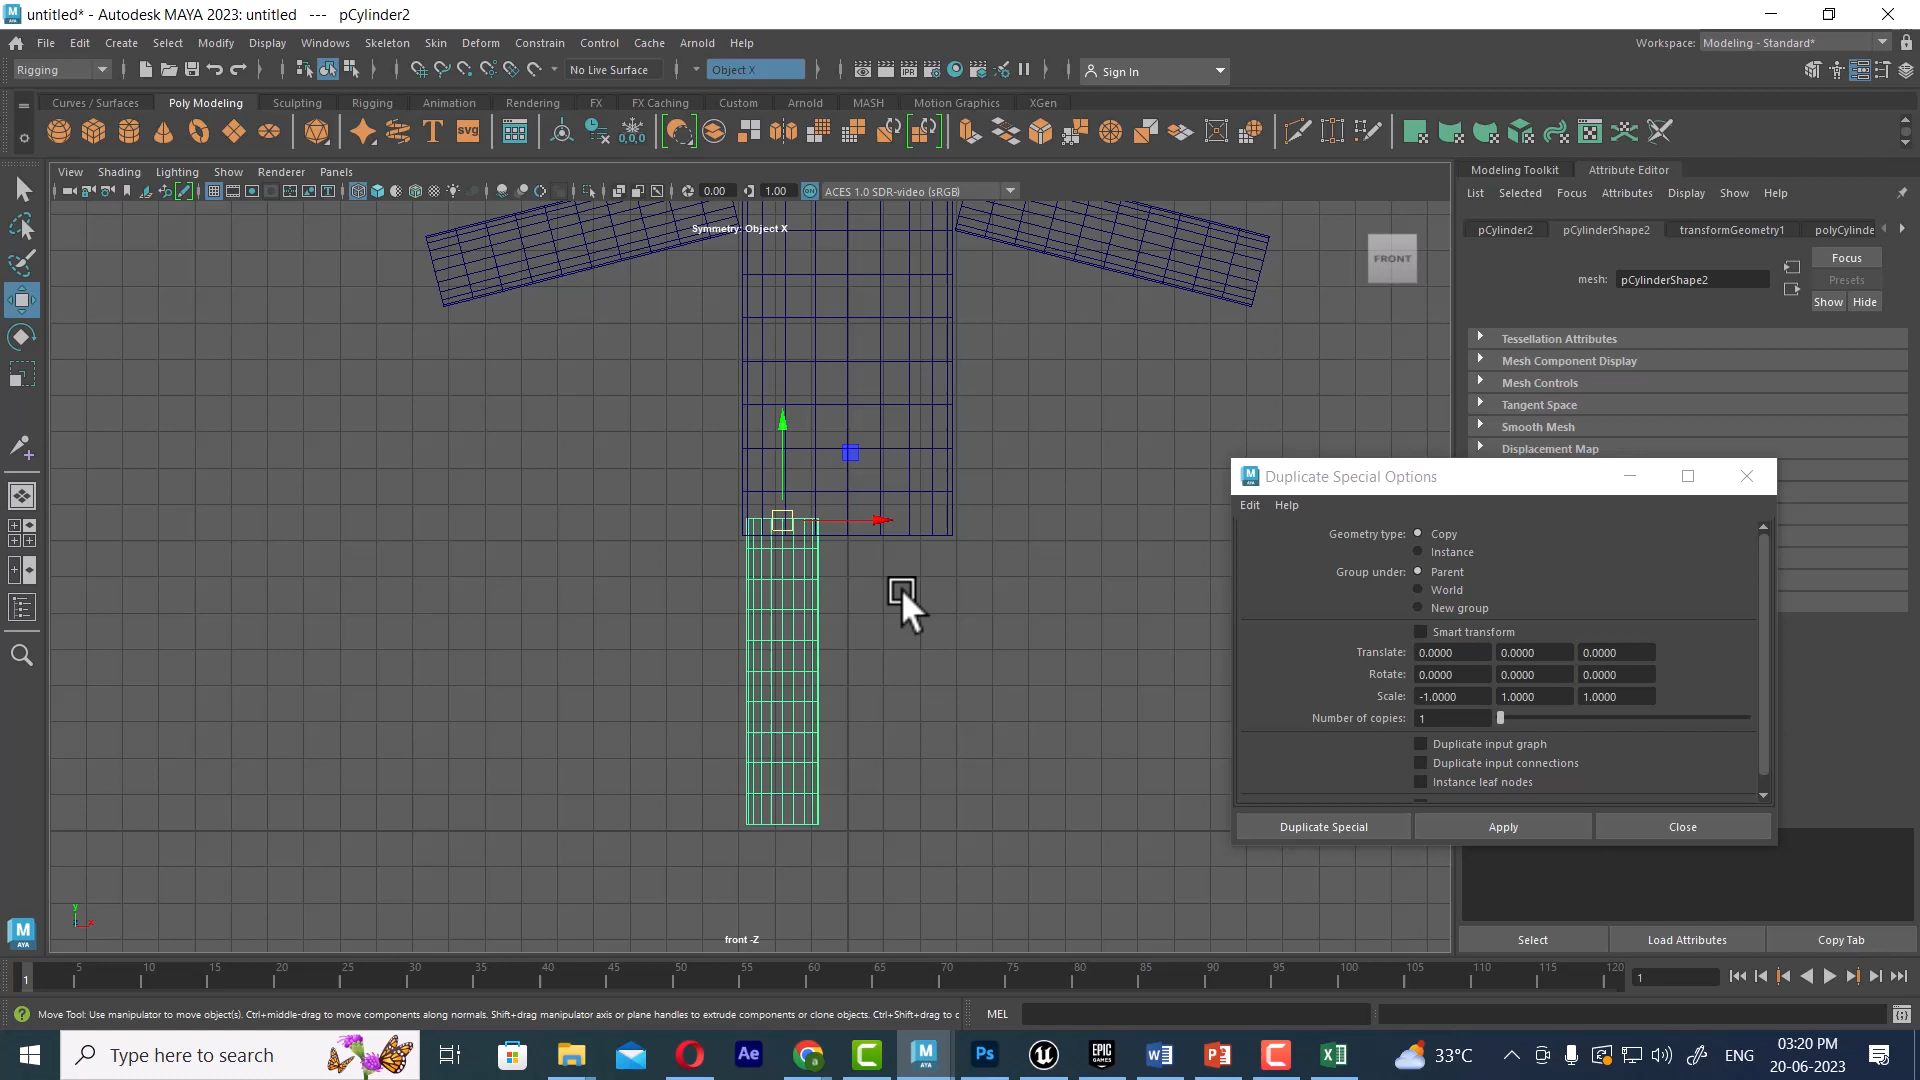 untitled* - Autodesk MAYA 2023: untitled   ---   pCylinder2
File Edit Create Select Modify Display Windows Skeleton Skin Deform Constrain Control Cache Arnold Help
Workspace: Modeling - Standard*
Rigging
No Live Surface
Object X
Sign In
Curves / Surfaces Poly Modeling Sculpting Rigging Animation Rendering FX FX Caching Custom Arnold MASH Motion Graphics XGen
T
SVG
0,0,0
View Shading Lighting Show Renderer Panels
0.00
1.00
ON
ACES 1.0 SDR-video (sRGB)
Symmetry: Object X
FRONT
y
x
front -Z
Modeling Toolkit Attribute Editor
List Selected Focus Attributes Display Show Help
pCylinder2 pCylinderShape2 transformGeometry1 polyCylinde
mesh: pCylinderShape2
Focus
Presets
Show Hide
Tessellation Attributes
Mesh Component Display
Mesh Controls
Tangent Space
Smooth Mesh
Displacement Map
Duplicate Special Options
Edit Help
Geometry type: Copy
Instance
Group under: Parent
World
New group
Smart transform
Translate: 0.0000 0.0000 0.0000
Rotate: 0.0000 0.0000 0.0000
Scale: -1.0000 1.0000 1.0000
Number of copies: 1
Duplicate input graph
Duplicate input connections
Instance leaf nodes
Duplicate Special Apply Close
Select Load Attributes Copy Tab
M
AYA
5 10 15 20 25 30 35 40 45 50 55 60 65 70 75 80 85 90 95 100 105 110 115 120
1
1
Move Tool: Use manipulator to move object(s). Ctrl+middle-drag to move components along normals. Shift+drag manipulator axis or plane handles to extrude components or clone objects. Ctrl+Shift+drag to c
MEL
Type here to search
Ae
Ps
EPIC GAMES
33°C
ENG
03:20 PM
20-06-2023